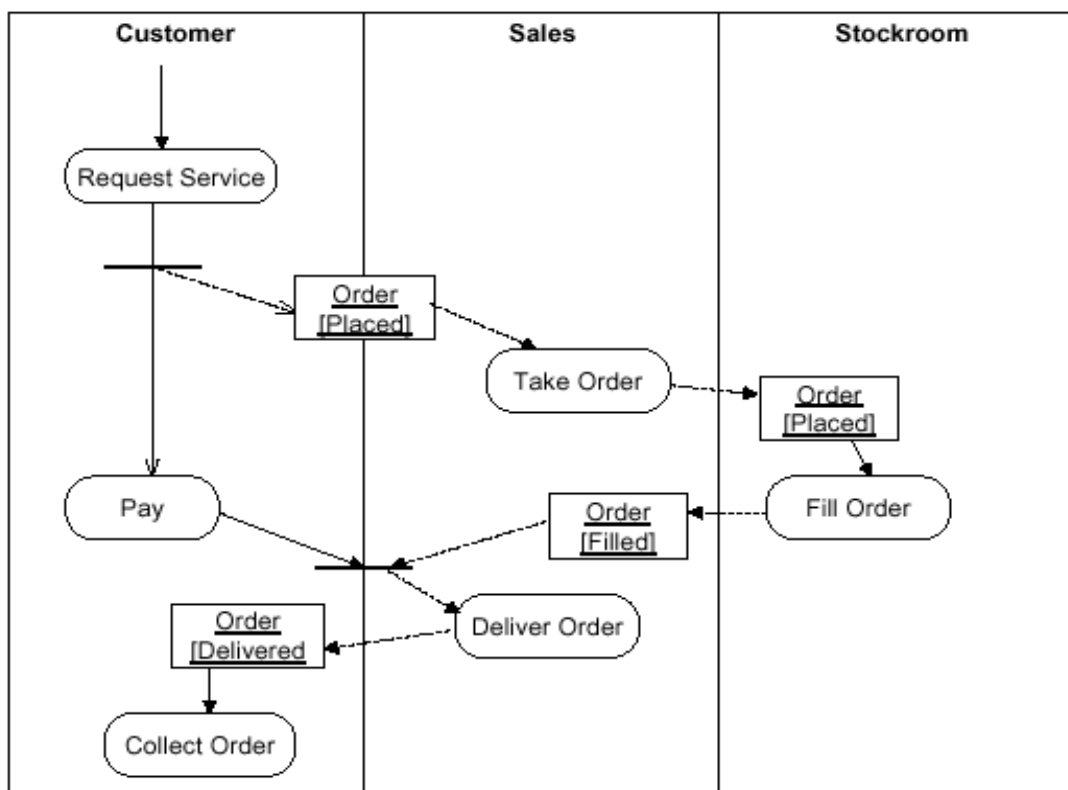 Customer
Sales
Stockroom
Request Service
Order
[Placed]
Take Order
Order
[Placed]
Pay
Order
[Filled]
Fill Order
Order
[Delivered
Deliver Order
Collect Order